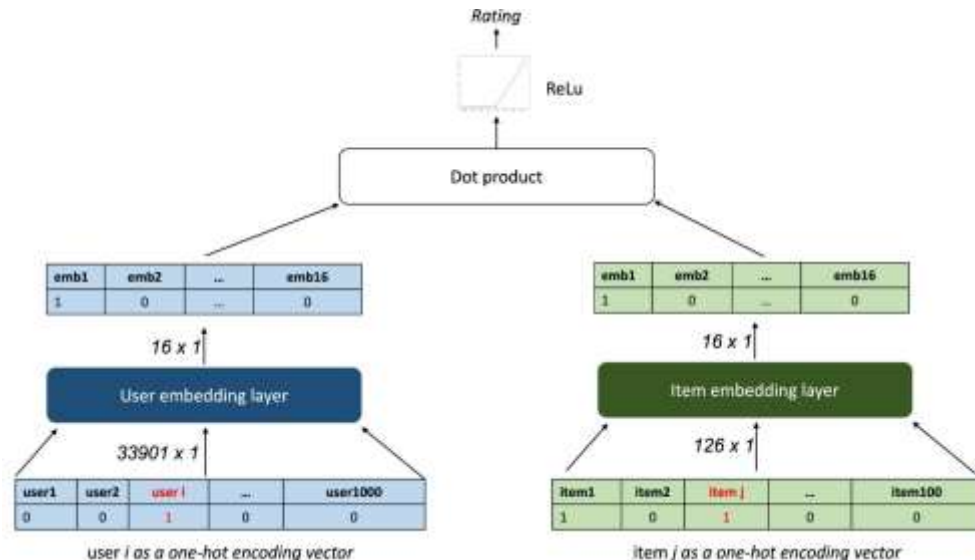 Rating
ReLu
Dot product
emb1 emb2 ... emb16
1 0 ... 0
emb1 emb2 ... emb16
1 0 ... 0
16 x 1
16 x 1
User embedding layer
Item embedding layer
33901 x 1
126 x 1
user1 user2 user i ... user1000
0 0 1 0 0
item1 item2 item j ... item100
1 0 1 0 0
user i as a one-hot encoding vector
item j as a one-hot encoding vector